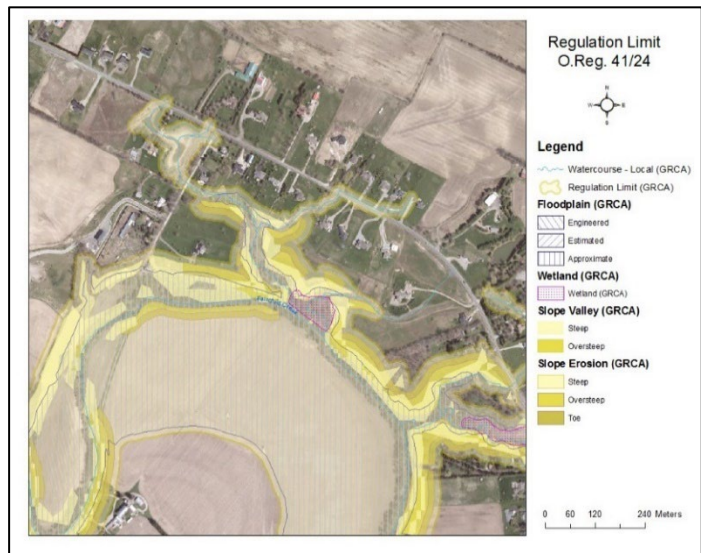 Regulation Limit
O.Reg. 41/24
N
W E
S
Legend
Watercourse - Local (GRCA)
Regulation Limit (GRCA)
Floodplain (GRCA)
Engineered
Estimated
Approximate
Wetland (GRCA)
Wetland (GRCA)
Slope Valley (GRCA)
Steep
Oversteep
Slope Erosion (GRCA)
Steep
Oversteep
Toe
0 60 120 240 Meters